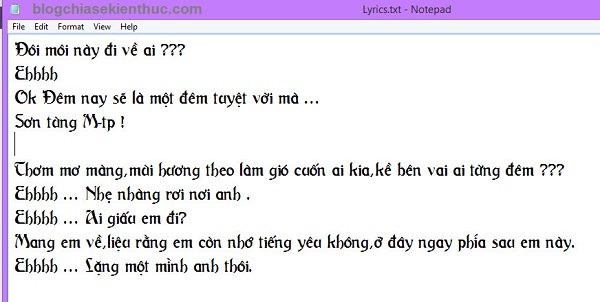 blogchiasekienthuc.com
Lyrics.txt - Notepad
File Edit Format View Help
Đôi môi này đi về ai ???
Ehhhh
Ok Đêm nay sẽ là một đêm tuyệt vời mà ...
Sơn tùng M-tp !
Thơm mơ màng,mùi hương theo làm gió cuốn ai kia,kề bên vai ai từng đêm ???
Ehhhh ... Nhẹ nhàng rơi nơi anh .
Ehhhh ... Ai giấu em đi?
Mang em về,liệu rằng em còn nhớ tiếng yêu không,ở đây ngay phía sau em này.
Ehhhh ... Lặng một mình anh thôi.